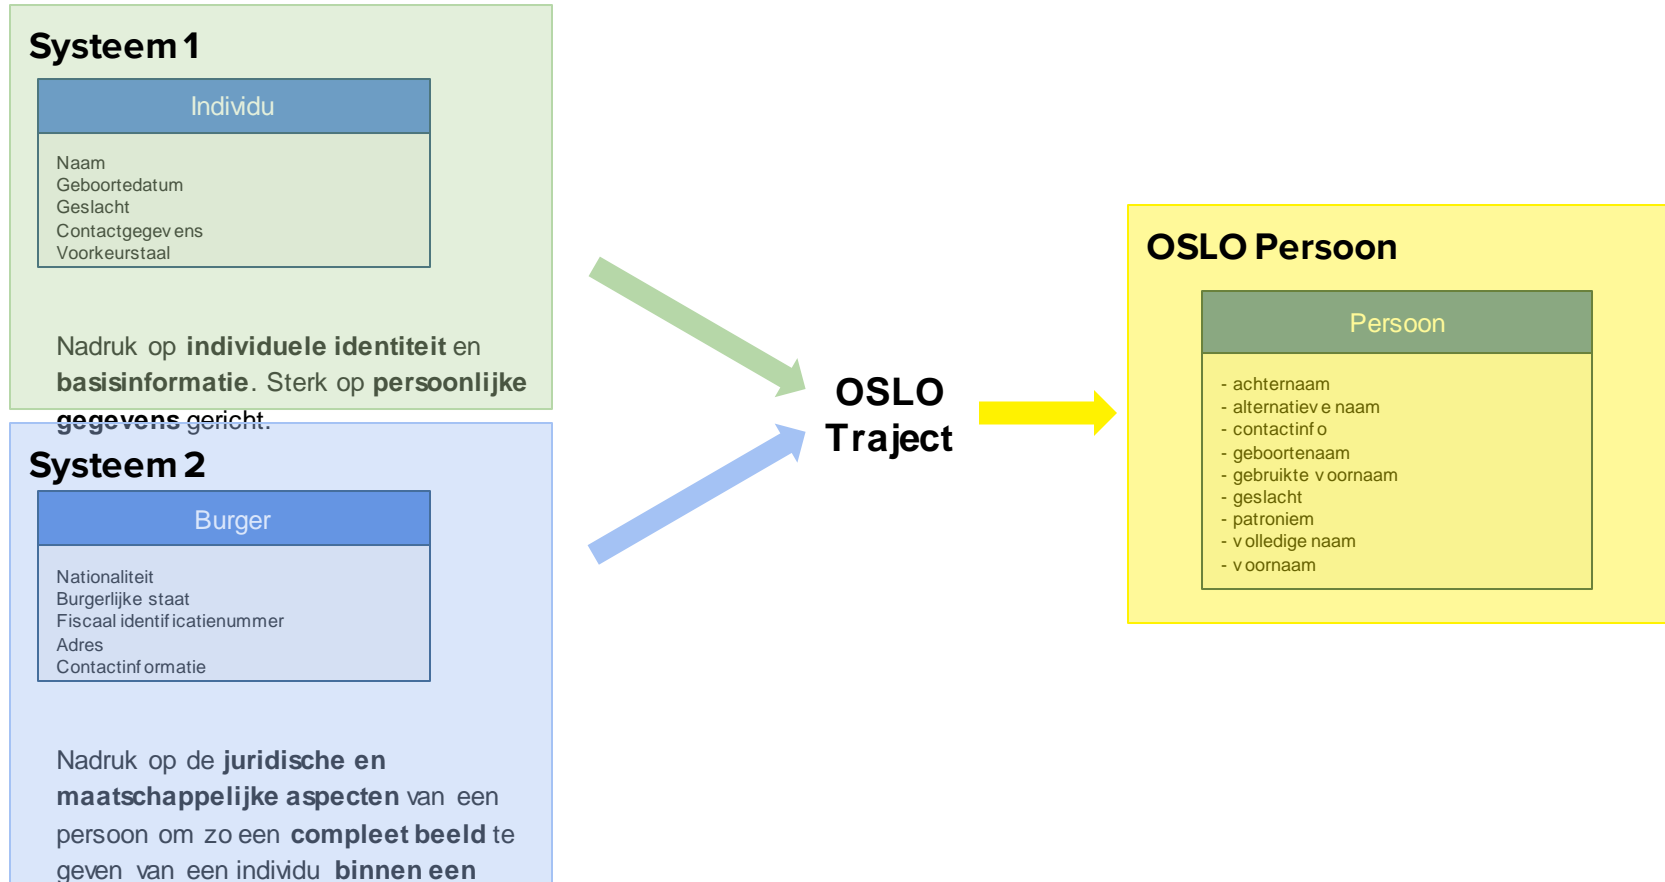 Systeem 1
Individu
Naam
Geboortedatum
Geslacht
Contactgegevens
Voorkeurstaal
Nadruk op individuele identiteit en
basisinformatie. Sterk op persoonlijke
gegevens gericht.
Systeem 2
Burger
Nationaliteit
Burgerlijke staat
Fiscaal identificatienummer
Adres
Contactinformatie
Nadruk op de juridische en
maatschappelijke aspecten van een
persoon om zo een compleet beeld te
geven van een individu binnen een
OSLO
Traject
OSLO Persoon
Persoon
- achternaam
- alternatieve naam
- contactinfo
- geboortenaam
- gebruikte voornaam
- geslacht
- patroniem
- volledige naam
- voornaam